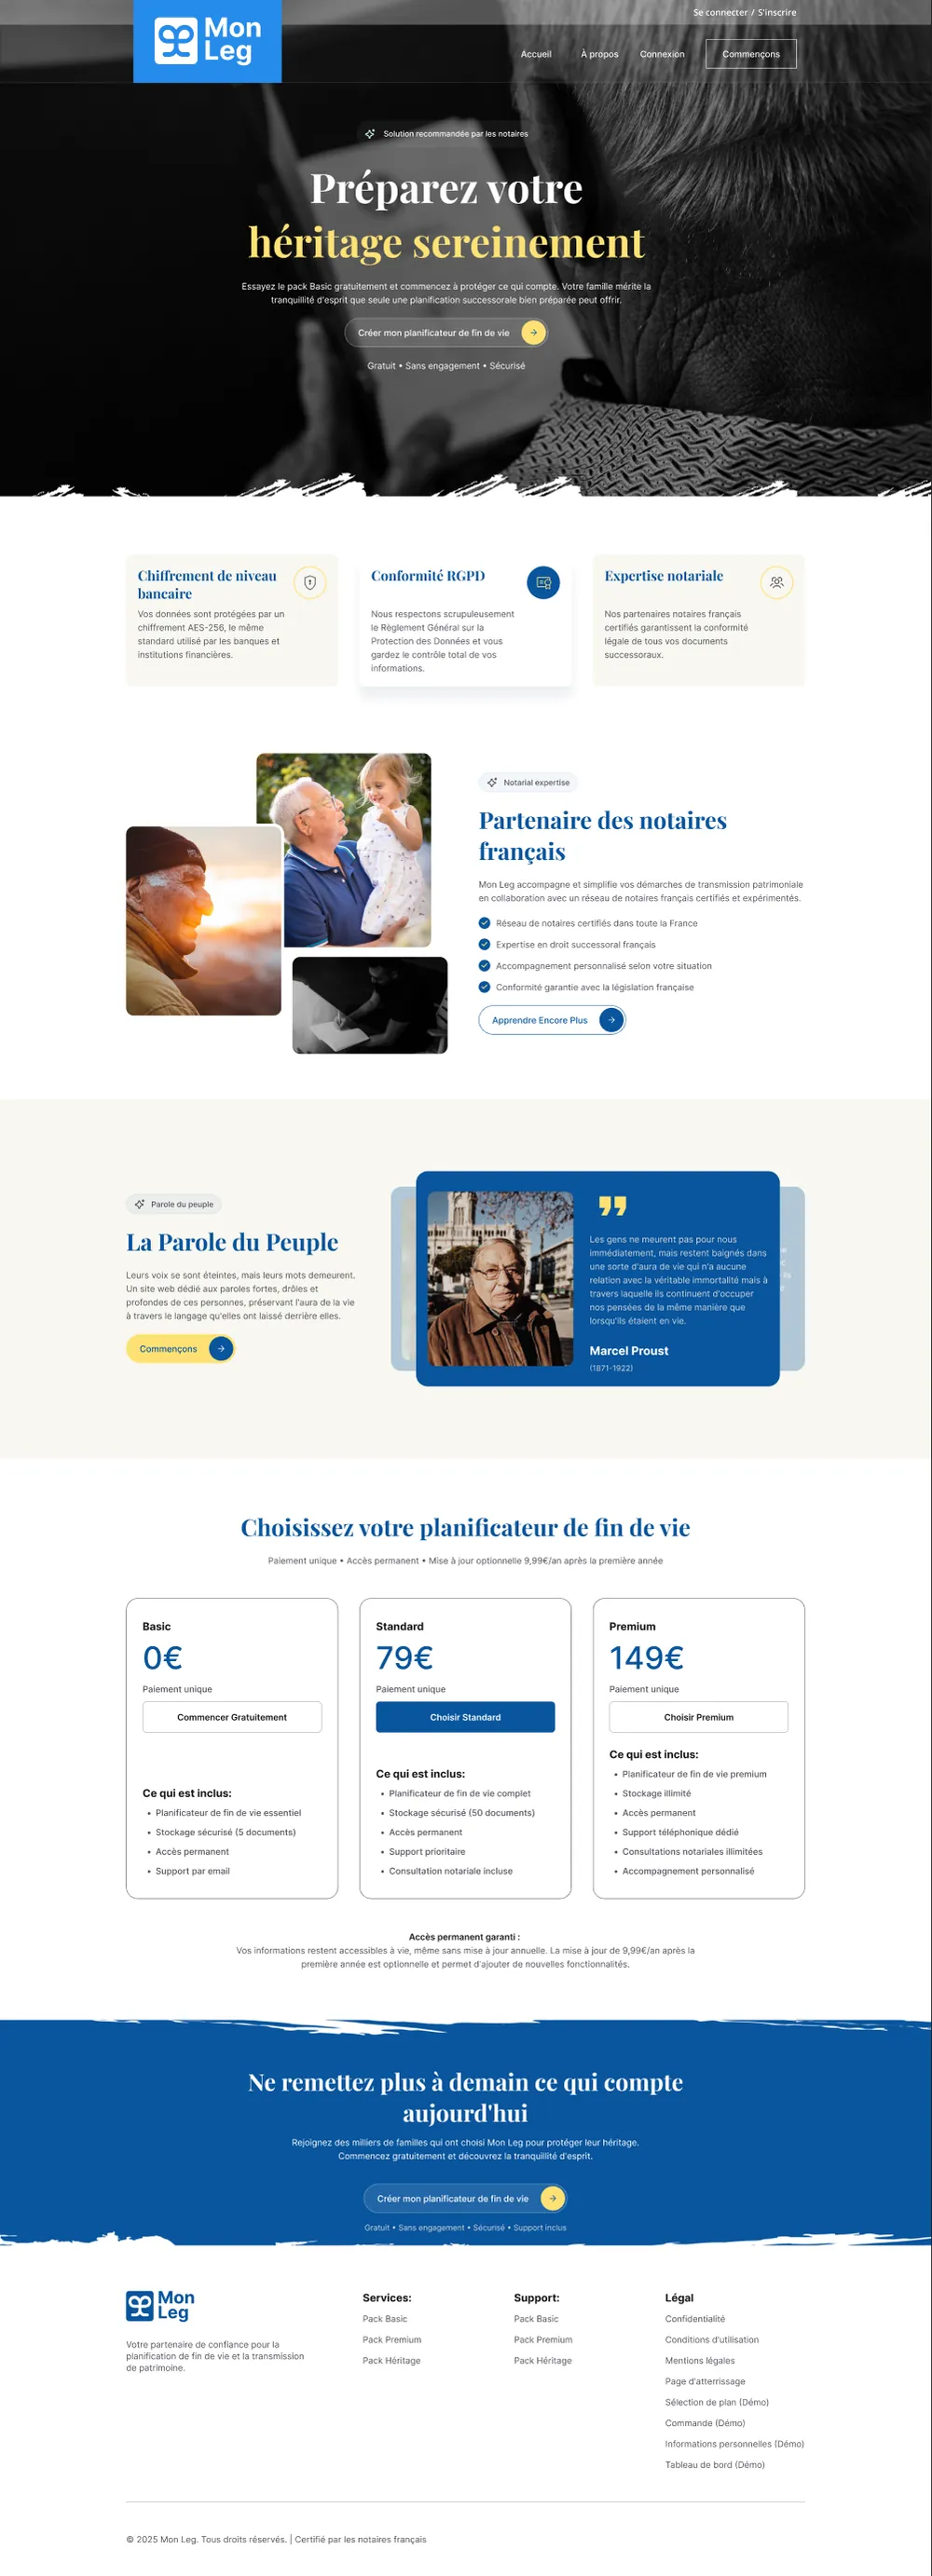 Se connecter / S'inscrire
Mon
Leg
Accueil
À propos
Connexion
Commençons
Solution recommandée par les notaires
Préparez votre
héritage sereinement
Essayez le pack Basic gratuitement et commencez à protéger ce qui compte. Votre famille mérite la
tranquillité d'esprit que seule une planification successorale bien préparée peut offrir.
Créer mon planificateur de fin de vie
Gratuit • Sans engagement • Sécurisé
Chiffrement de niveau
bancaire
Vos données sont protégées par un
chiffrement AES-256, le même
standard utilisé par les banques et
institutions financières.
Conformité RGPD
Nous respectons scrupuleusement
le Règlement Général sur la
Protection des Données et vous
gardez le contrôle total de vos
informations.
Expertise notariale
Nos partenaires notaires français
certifiés garantissent la conformité
légale de tous vos documents
successoraux.
Notarial expertise
Partenaire des notaires
français
Mon Leg accompagne et simplifie vos démarches de transmission patrimoniale
en collaboration avec un réseau de notaires français certifiés et expérimentés.
Réseau de notaires certifiés dans toute la France
Expertise en droit successoral français
Accompagnement personnalisé selon votre situation
Conformité garantie avec la législation française
Apprendre Encore Plus
Parole du peuple
La Parole du Peuple
Leurs voix se sont éteintes, mais leurs mots demeurent.
Un site web dédié aux paroles fortes, drôles et
profondes de ces personnes, préservant l'aura de la vie
à travers le langage qu'elles ont laissé derrière elles.
Commençons
Les gens ne meurent pas pour nous
immédiatement, mais restent baignés dans
une sorte d'aura de vie qui n'a aucune
relation avec la véritable immortalité mais à
travers laquelle ils continuent d'occuper
nos pensées de la même manière que
lorsqu'ils étaient en vie.
Marcel Proust
(1871-1922)
Choisissez votre planificateur de fin de vie
Paiement unique • Accès permanent • Mise à jour optionnelle 9,99€/an après la première année
Basic
0€
Paiement unique
Commencer Gratuitement
Ce qui est inclus:
• Planificateur de fin de vie essentiel
• Stockage sécurisé (5 documents)
• Accès permanent
• Support par email
Standard
79€
Paiement unique
Choisir Standard
Ce qui est inclus:
• Planificateur de fin de vie complet
• Stockage sécurisé (50 documents)
• Accès permanent
• Support prioritaire
• Consultation notariale incluse
Premium
149€
Paiement unique
Choisir Premium
Ce qui est inclus:
• Planificateur de fin de vie premium
• Stockage illimité
• Accès permanent
• Support téléphonique dédié
• Consultations notariales illimitées
• Accompagnement personnalisé
Accès permanent garanti :
Vos informations restent accessibles à vie, même sans mise à jour annuelle. La mise à jour de 9,99€/an après la
première année est optionnelle et permet d'ajouter de nouvelles fonctionnalités.
Ne remettez plus à demain ce qui compte
aujourd'hui
Rejoignez des milliers de familles qui ont choisi Mon Leg pour protéger leur héritage.
Commencez gratuitement et découvrez la tranquillité d'esprit.
Créer mon planificateur de fin de vie
Gratuit • Sans engagement • Sécurisé • Support inclus
Mon
Leg
Votre partenaire de confiance pour la
planification de fin de vie et la transmission
de patrimoine.
Services:
Pack Basic
Pack Premium
Pack Héritage
Support:
Pack Basic
Pack Premium
Pack Héritage
Légal
Confidentialité
Conditions d'utilisation
Mentions légales
Page d'atterrissage
Sélection de plan (Démo)
Commande (Démo)
Informations personnelles (Démo)
Tableau de bord (Démo)
© 2025 Mon Leg. Tous droits réservés. | Certifié par les notaires français